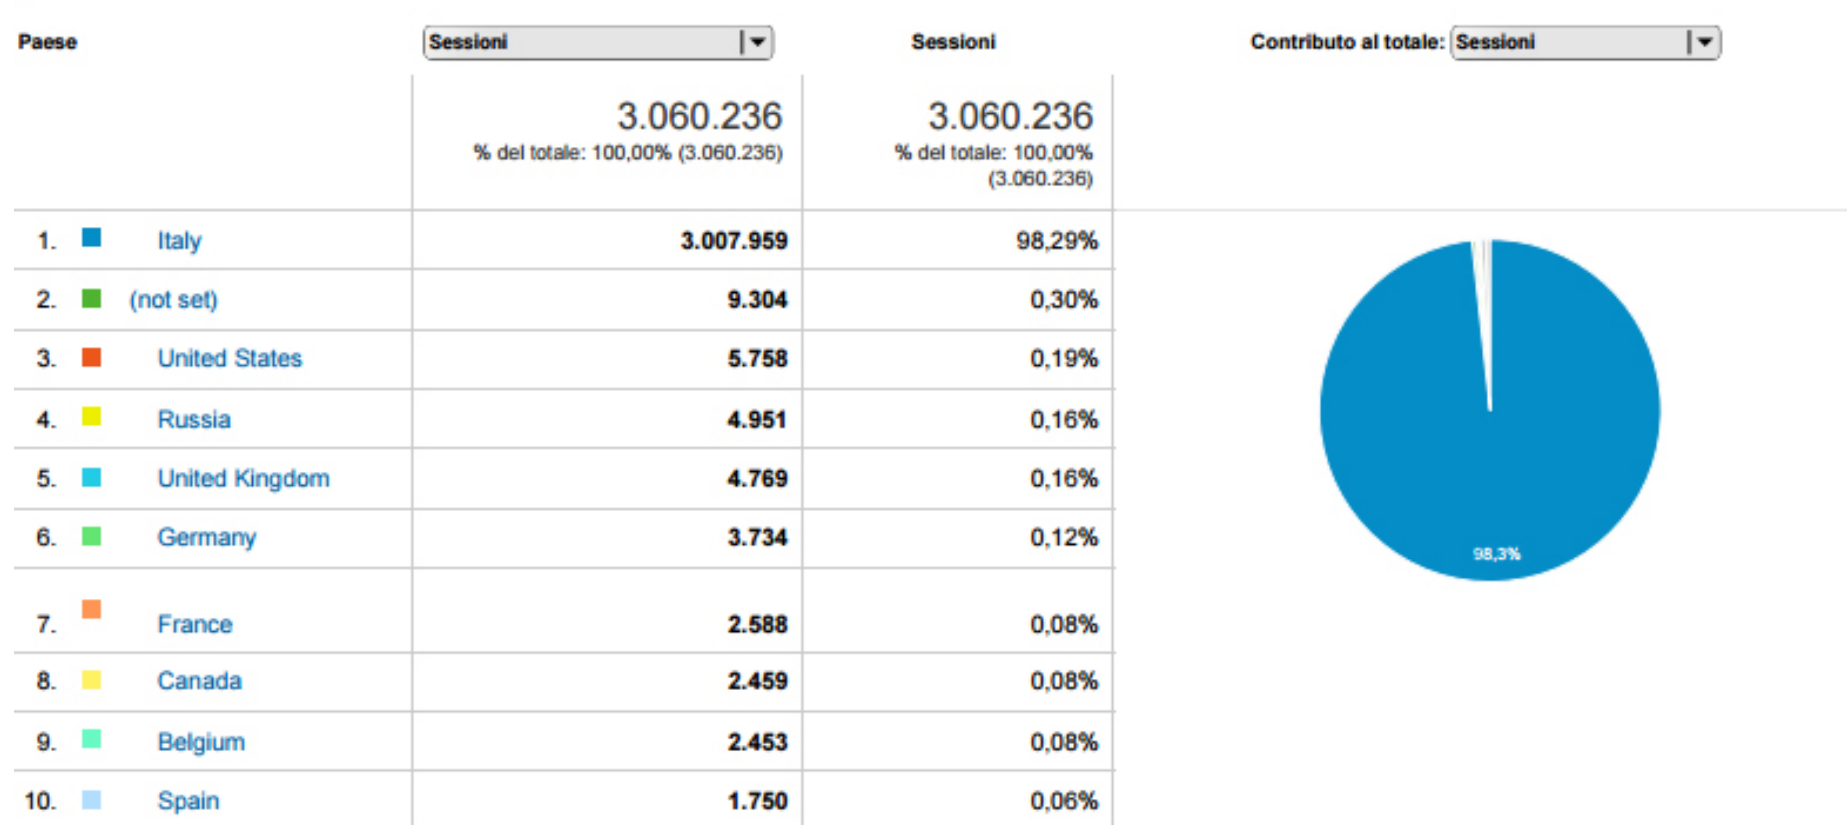 Paese Sessioni Sessioni Contributo al totale: Sessioni
3.060.236 3.060.236
% del totale: 100,00% (3.060.236) % del totale: 100,00%
(3.060.236)
1. Italy 3.007.959 98,29%
2. (not set) 9.304 0,30%
3. United States 5.758 0,19%
4. Russia 4.951 0,16%
5. United Kingdom 4.769 0,16%
6. Germany 3.734 0,12%
98,3%
7. France 2.588 0,08%
8. Canada 2.459 0,08%
9. Belgium 2.453 0,08%
10. Spain 1.750 0,06%